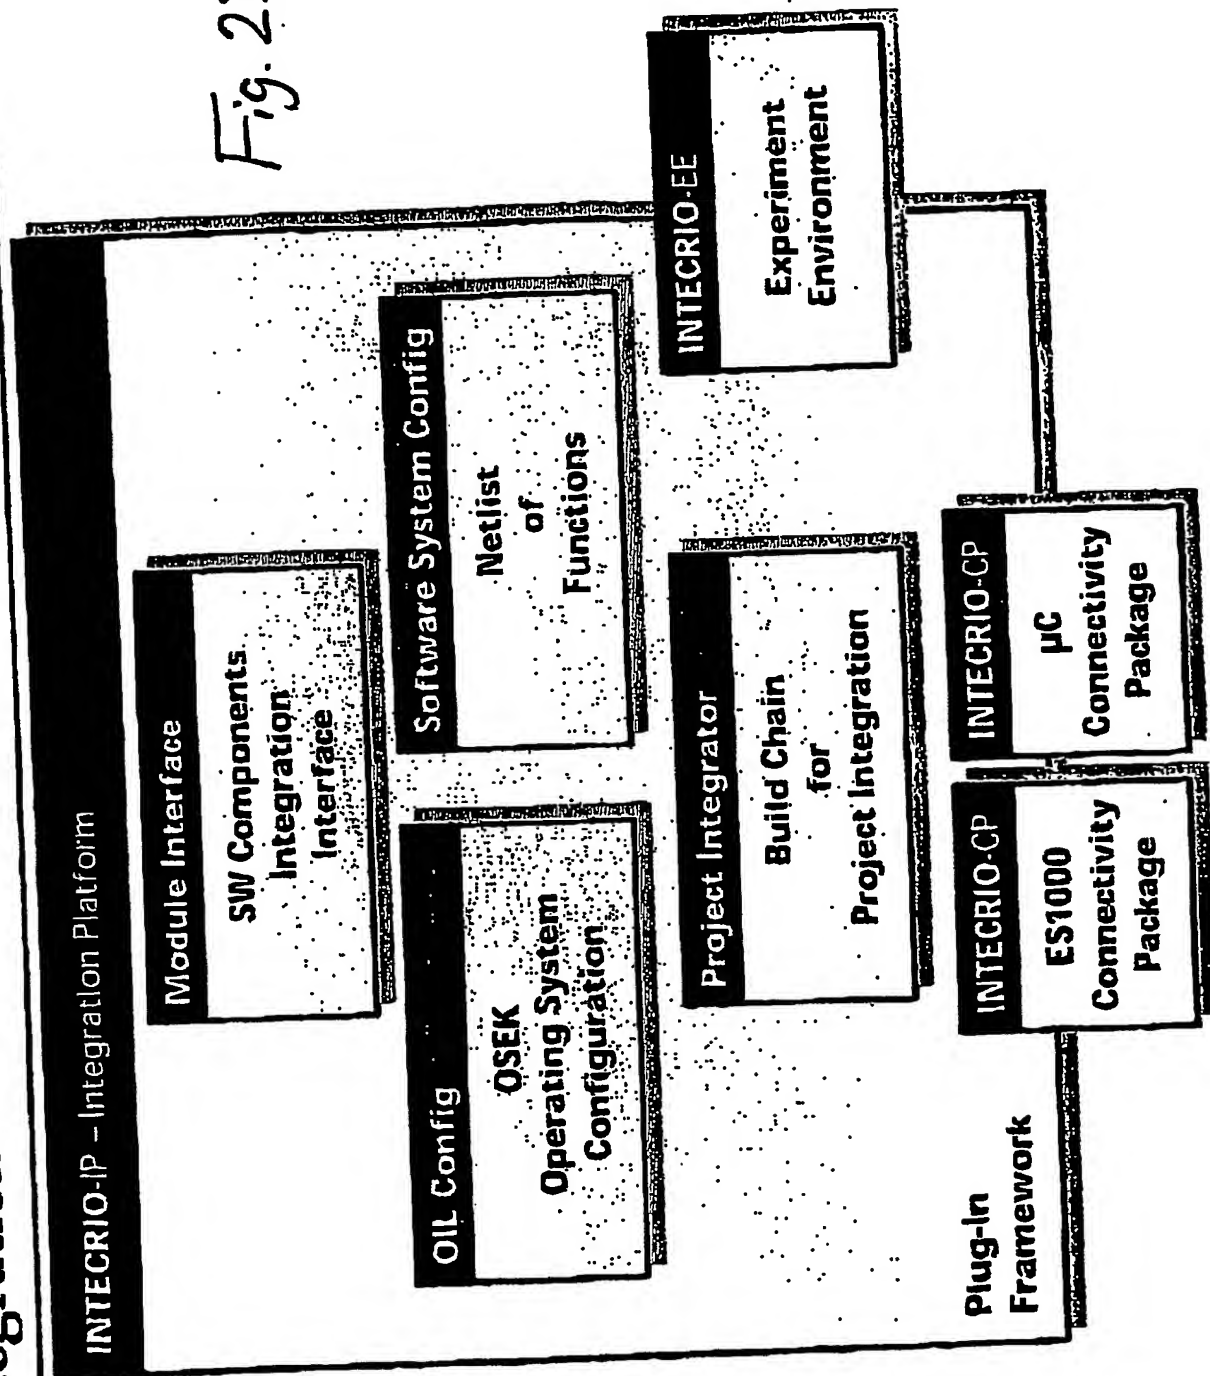 INTECRIO-IP – Integration Platform
Module Interface
SW Components
Integration
Interface
OIL Config
OSEK
Operating System
Configuration
Software System Config
Netlist
of
Functions
Project Integrator
Build Chain
for
Project Integration
INTECRIO-EE
Experiment
Environment
Plug-In
Framework
INTECRIO-CP
ES1000
Connectivity
Package
INTECRIO-CP
µC
Connectivity
Package